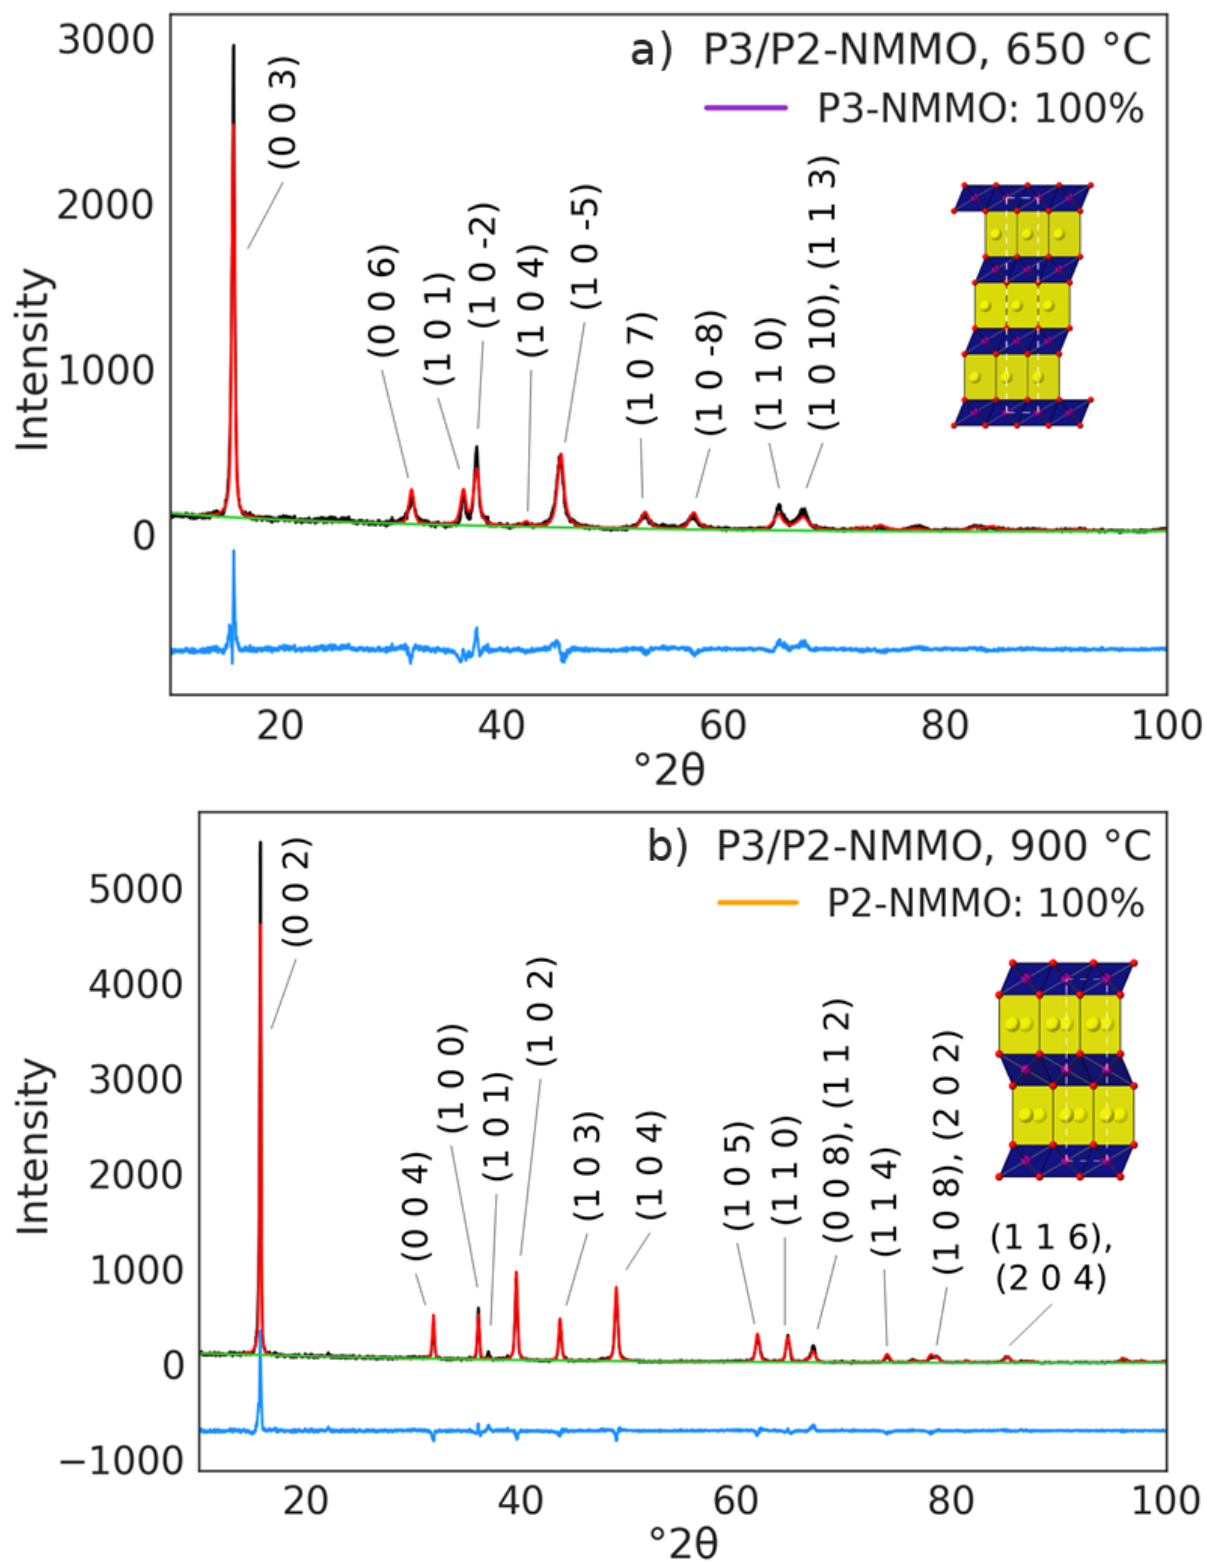 a) P3/P2-NMMO, 650 °C
P3-NMMO: 100%
3000
2000
1000
0
Intensity
(0 0 3)
(0 0 6)
(1 0 1)
(1 0 -2)
(1 0 4)
(1 0 -5)
(1 0 7)
(1 0 -8)
(1 1 0)
(1 0 10), (1 1 3)
20 40 60 80 100
°2θ
b) P3/P2-NMMO, 900 °C
P2-NMMO: 100%
5000
4000
3000
2000
1000
0
−1000
Intensity
(0 0 2)
(0 0 4)
(1 0 0)
(1 0 1)
(1 0 2)
(1 0 3)
(1 0 4)
(1 0 5)
(1 1 0)
(0 0 8), (1 1 2)
(1 1 4)
(1 0 8), (2 0 2)
(1 1 6),
(2 0 4)
20 40 60 80 100
°2θ